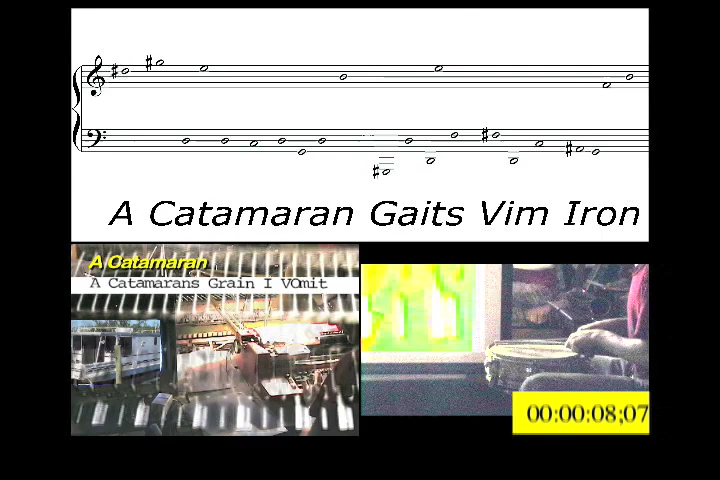 A Catamaran Gaits Vim Iron
A Catamaran
A Catamarans Grain I VOmit
00:00:08;07